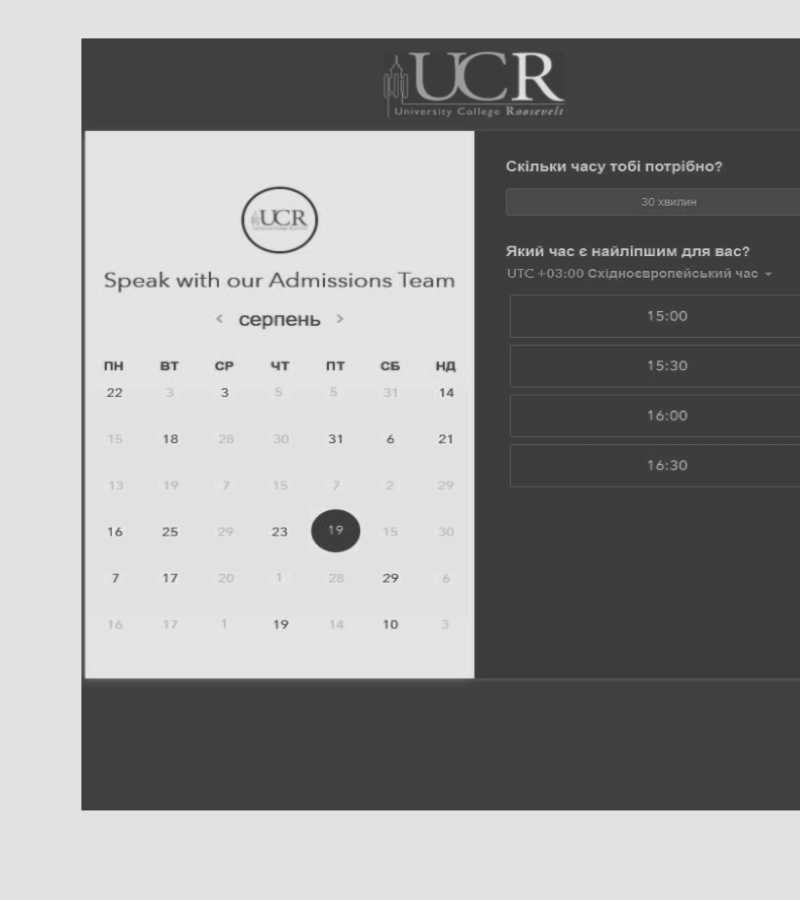 UCR
University College Roosevelt
UCR
Speak with our Admissions Team
< серпень >
ПН ВТ СР ЧТ ПТ СБ НД
22 3 3 5 5 31 14
15 18 28 30 31 6 21
13 19 7 15 7 2 29
16 25 29 23 19 15 30
7 17 20 1 28 29 6
16 17 1 19 14 10 3
Скільки часу тобі потрібно?
30 хвилин
Який час є найліпшим для вас?
UTC +03:00 Східноєвропейський час
15:00
15:30
16:00
16:30